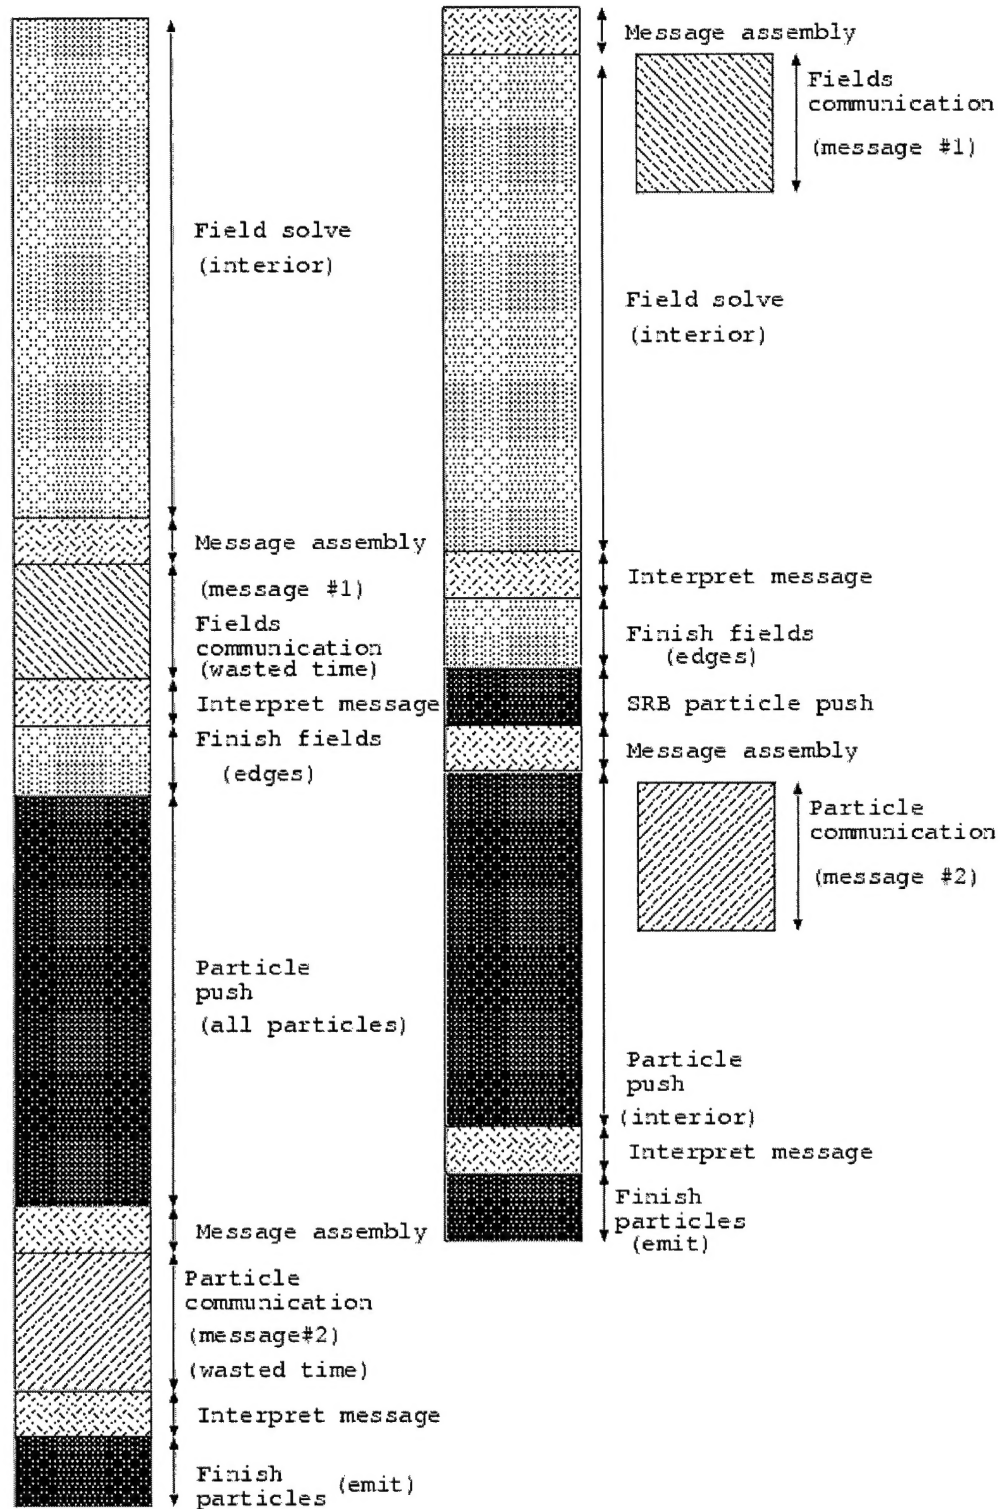 Field solve
(interior)
Message assembly
(message #1)
Fields
communication
(wasted time)
Interpret message
Finish fields
(edges)
Particle
push
(all particles)
Message assembly
Particle
communication
(message#2)
(wasted time)
Interpret message
Finish (emit)
particles
Message assembly
Fields
communication
(message #1)
Field solve
(interior)
Interpret message
Finish fields
(edges)
SRB particle push
Message assembly
Particle
communication
(message #2)
Particle
push
(interior)
Interpret message
Finish
particles
(emit)